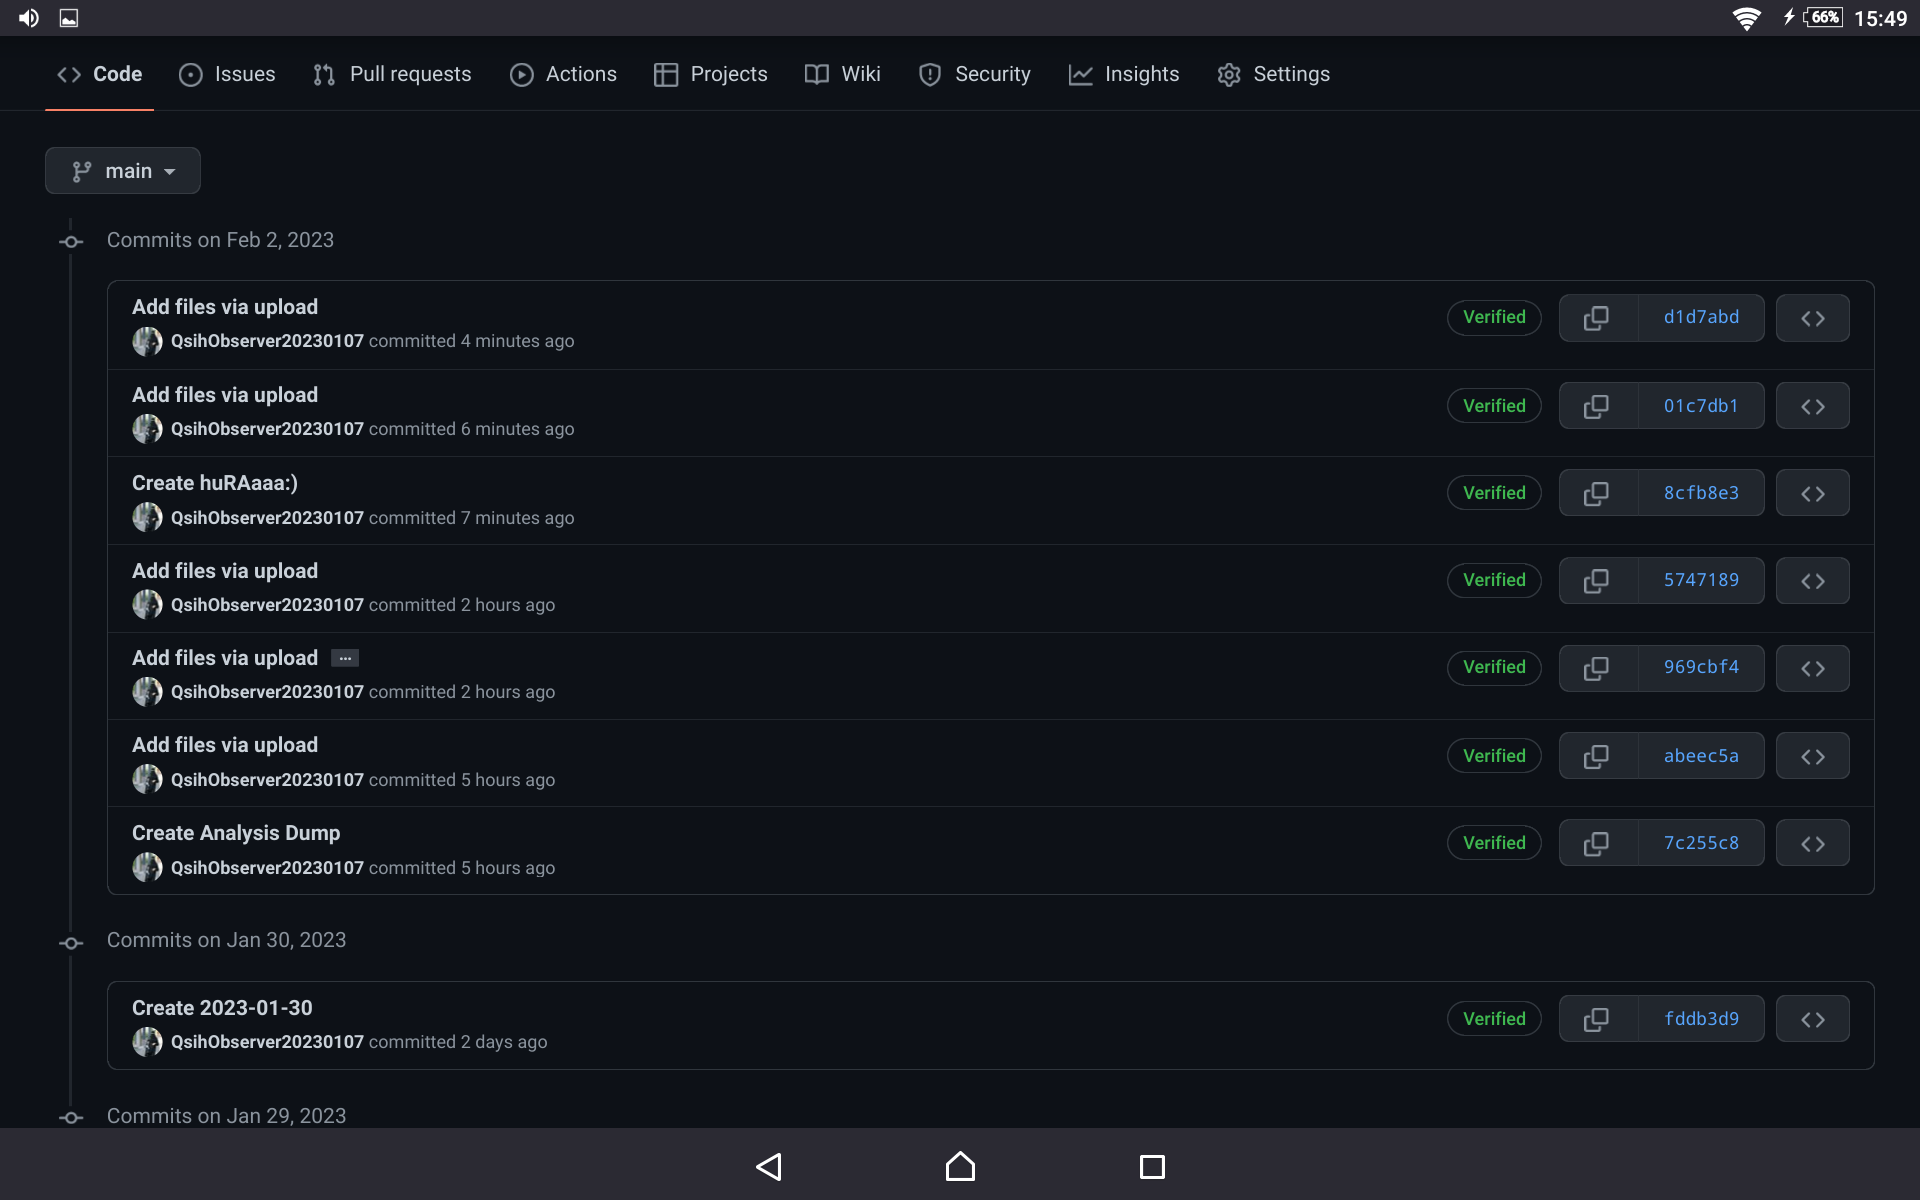 66% 15:49
Code Issues Pull requests Actions Projects Wiki Security Insights Settings
main
Commits on Feb 2, 2023
Add files via upload
QsihObserver20230107 committed 4 minutes ago
Verified d1d7abd
Add files via upload
QsihObserver20230107 committed 6 minutes ago
Verified 01c7db1
Create huRAaaa:)
QsihObserver20230107 committed 7 minutes ago
Verified 8cfb8e3
Add files via upload
QsihObserver20230107 committed 2 hours ago
Verified 5747189
Add files via upload ...
QsihObserver20230107 committed 2 hours ago
Verified 969cbf4
Add files via upload
QsihObserver20230107 committed 5 hours ago
Verified abeec5a
Create Analysis Dump
QsihObserver20230107 committed 5 hours ago
Verified 7c255c8
Commits on Jan 30, 2023
Create 2023-01-30
QsihObserver20230107 committed 2 days ago
Verified fddb3d9
Commits on Jan 29, 2023